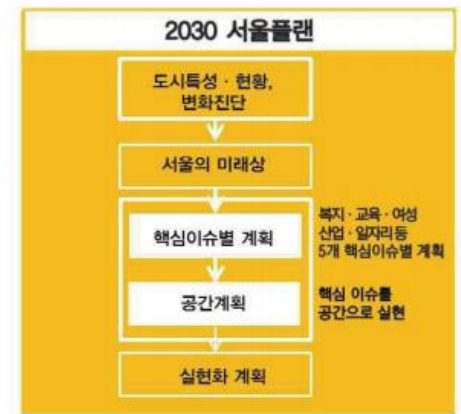 2030 서울플랜
도시특성 · 현황,
변화진단
서울의 미래상
핵심이슈별 계획
복지 · 교육 · 여성
산업 · 일자리등
5개 핵심이슈별 계획
공간계획
핵심 이슈를
공간으로 실현
실현화 계획